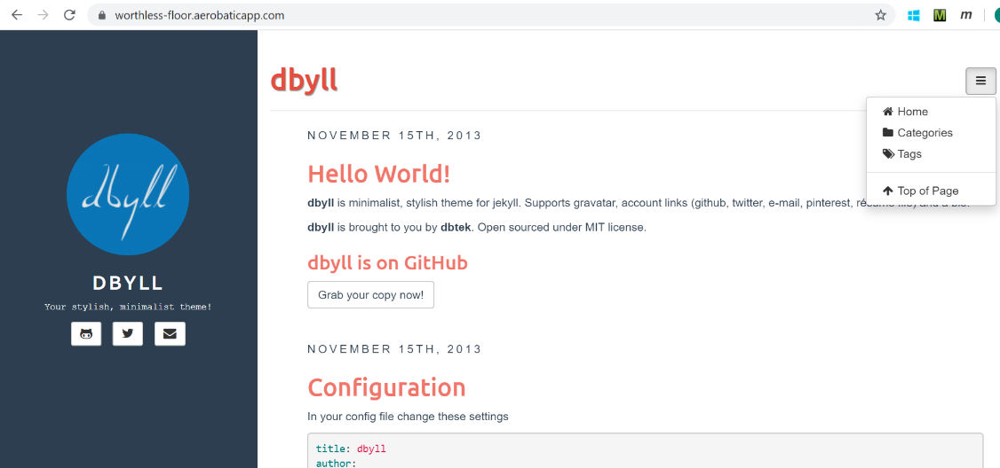 worthless-floor.aerobaticapp.com
m
dbyll
DBYLL
Your stylish, minimalist theme!
dbyll
Home
Categories
Tags
Top of Page
NOVEMBER 15TH, 2013
Hello World!
dbyll is minimalist, stylish theme for jekyll. Supports gravatar, account links (github, twitter, e-mail, pinterest, résumé file) and a bio.
dbyll is brought to you by dbtek. Open sourced under MIT license.
dbyll is on GitHub
Grab your copy now!
NOVEMBER 15TH, 2013
Configuration
In your config file change these settings
title: dbyll
author: